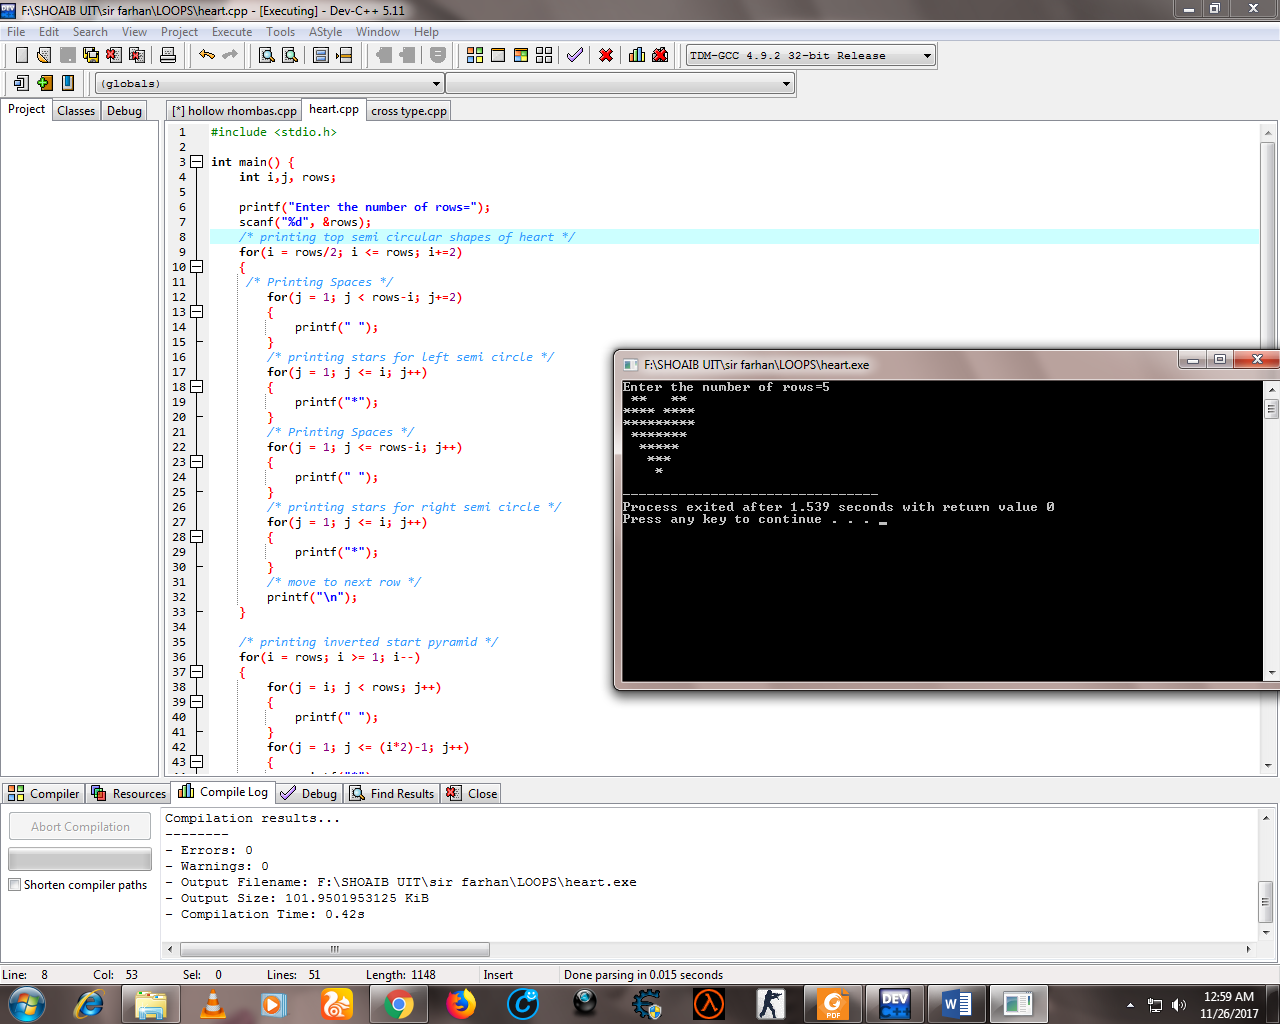 F:\SHOAIB UIT\sir farhan\LOOPS\heart.cpp - [Executing] - Dev-C++ 5.11
File Edit Search View Project Execute Tools AStyle Window Help
TDM-GCC 4.9.2 32-bit Release
(globals)
Project Classes Debug
[*] hollow rhombas.cpp heart.cpp cross type.cpp
1 #include <stdio.h>
2
3 int main() {
4 int i,j, rows;
5
6 printf("Enter the number of rows=");
7 scanf("%d", &rows);
8 /* printing top semi circular shapes of heart */
9 for(i = rows/2; i <= rows; i+=2)
10 {
11 /* Printing Spaces */
12 for(j = 1; j < rows-i; j+=2)
13 {
14 printf(" ");
15 }
16 /* printing stars for left semi circle */
17 for(j = 1; j <= i; j++)
18 {
19 printf("*");
20 }
21 /* Printing Spaces */
22 for(j = 1; j <= rows-i; j++)
23 {
24 printf(" ");
25 }
26 /* printing stars for right semi circle */
27 for(j = 1; j <= i; j++)
28 {
29 printf("*");
30 }
31 /* move to next row */
32 printf("\n");
33 }
34
35 /* printing inverted start pyramid */
36 for(i = rows; i >= 1; i--)
37 {
38 for(j = i; j < rows; j++)
39 {
40 printf(" ");
41 }
42 for(j = 1; j <= (i*2)-1; j++)
43 {
F:\SHOAIB UIT\sir farhan\LOOPS\heart.exe
Enter the number of rows=5
 **   **
**** ****
*********
 *******
  *****
   ***
    *
--------------------------------
Process exited after 1.539 seconds with return value 0
Press any key to continue . . . _
Compiler Resources Compile Log Debug Find Results Close
Abort Compilation
Shorten compiler paths
Compilation results...
--------
- Errors: 0
- Warnings: 0
- Output Filename: F:\SHOAIB UIT\sir farhan\LOOPS\heart.exe
- Output Size: 101.9501953125 KiB
- Compilation Time: 0.42s
Line: 8 Col: 53 Sel: 0 Lines: 51 Length: 1148 Insert Done parsing in 0.015 seconds
PDF
DEV C++
12:59 AM
11/26/2017